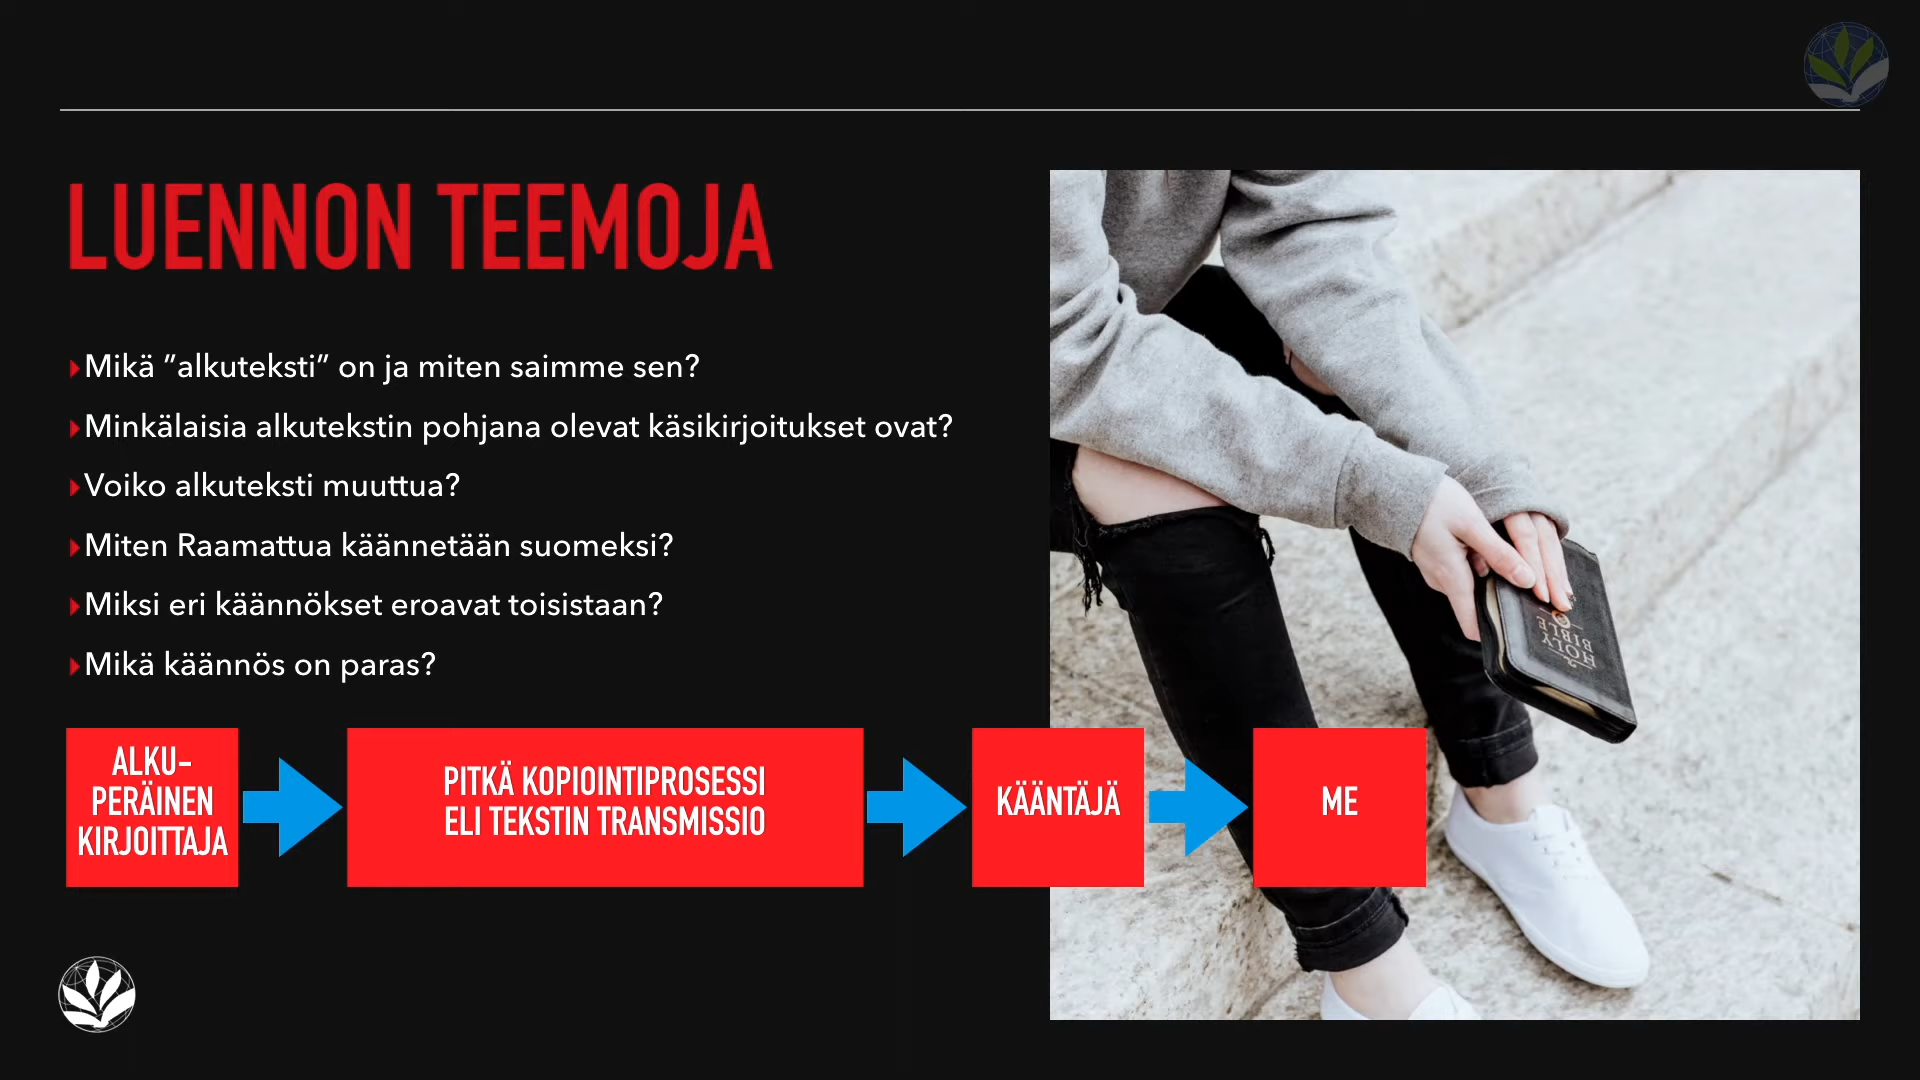 LUENNON TEEMOJA
Mikä ”alkuteksti” on ja miten saimme sen?
Minkälaisia alkutekstin pohjana olevat käsikirjoitukset ovat?
Voiko alkuteksti muuttua?
Miten Raamattua käännetään suomeksi?
Miksi eri käännökset eroavat toisistaan?
Mikä käännös on paras?
ALKU-
PERÄINEN
KIRJOITTAJA
PITKÄ KOPIOINTIPROSESSI
ELI TEKSTIN TRANSMISSIO
KÄÄNTÄJÄ
ME
HOLY
BIBLE